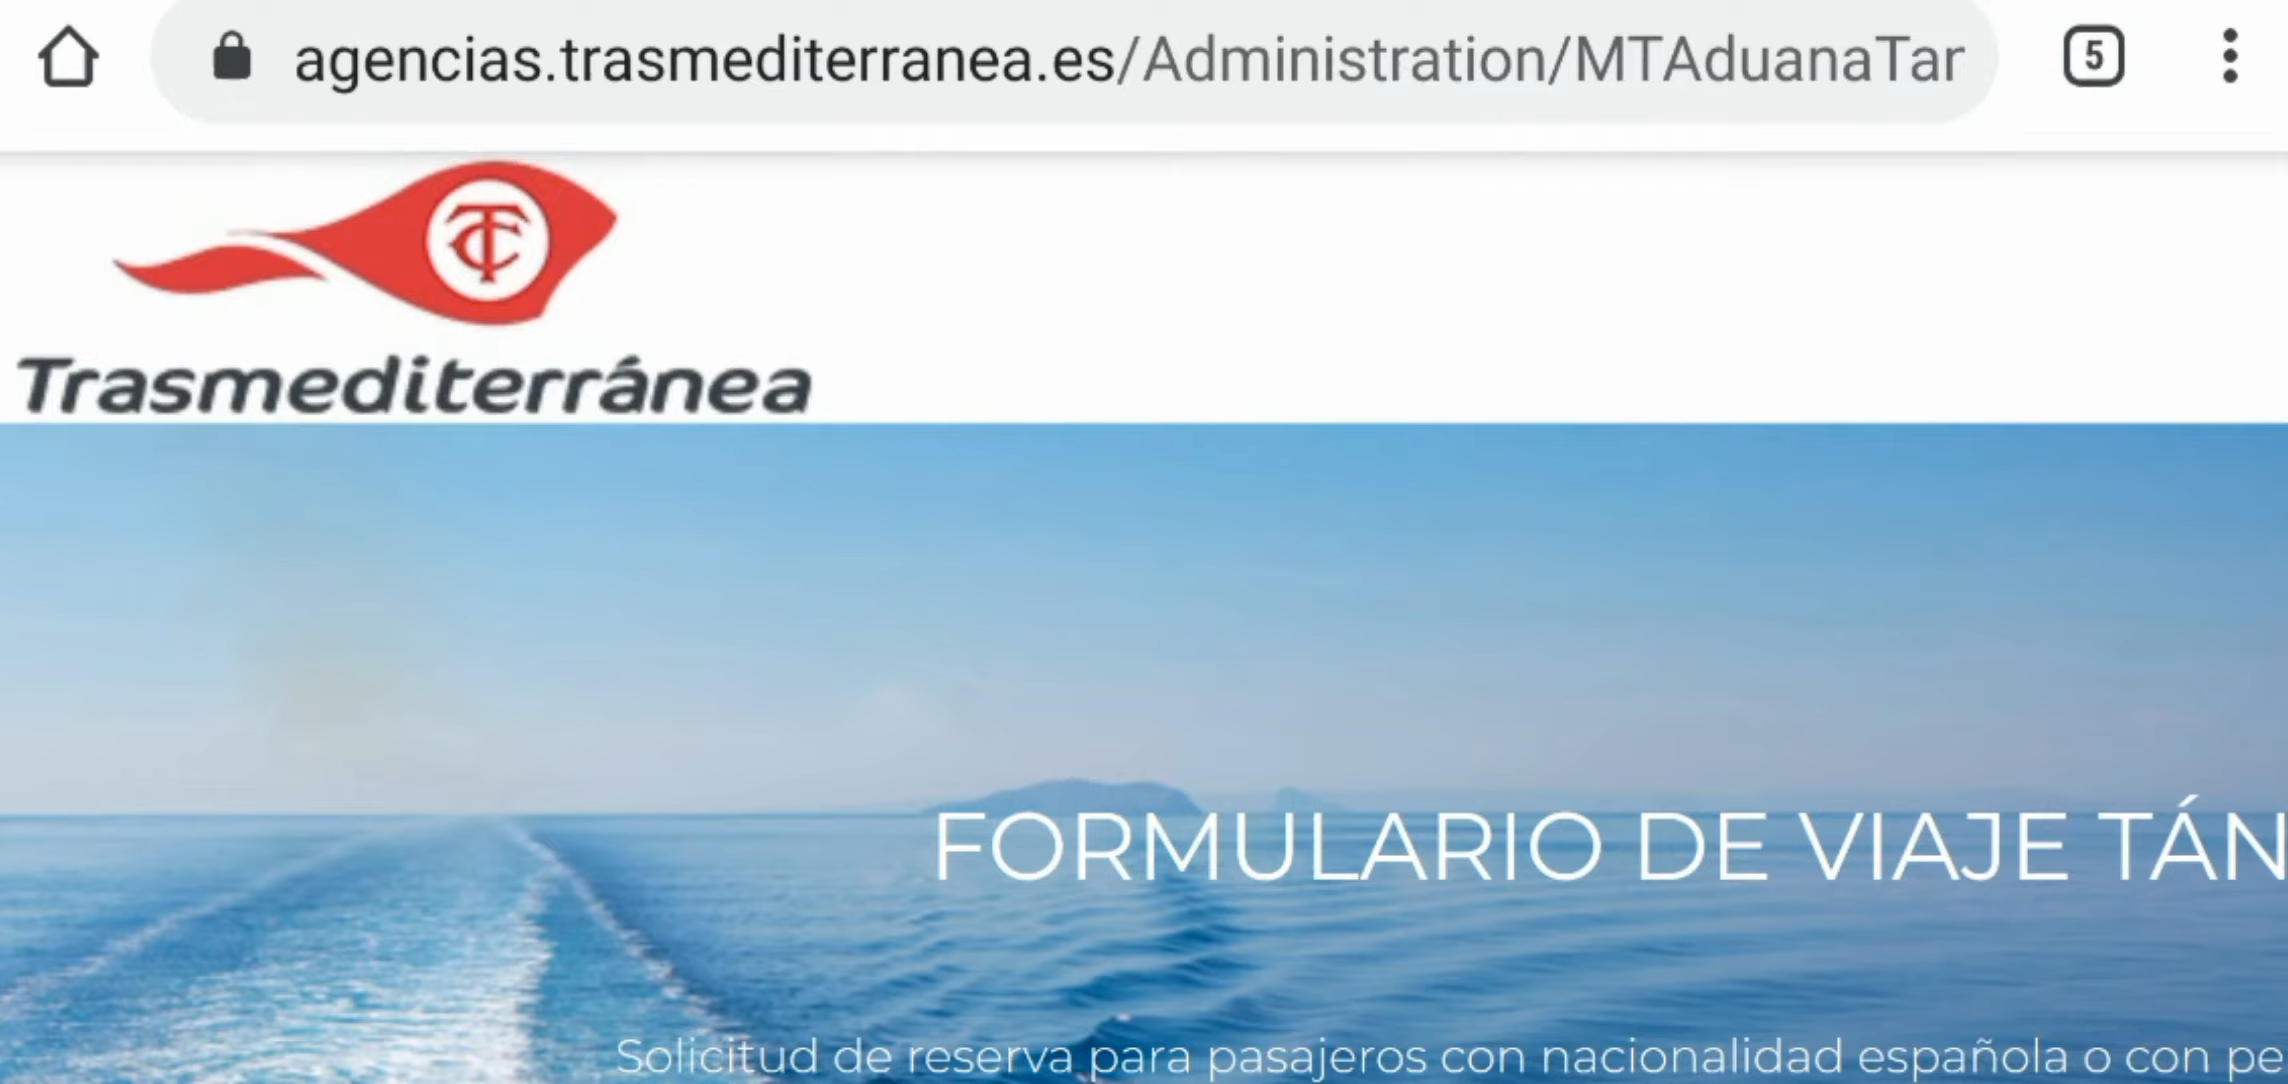 agencias.trasmediterranea.es/Administration/MTAduanaTar
5
TC
Trasmediterránea
FORMULARIO DE VIAJE TÁN
Solicitud de reserva para pasajeros con nacionalidad española o con pe